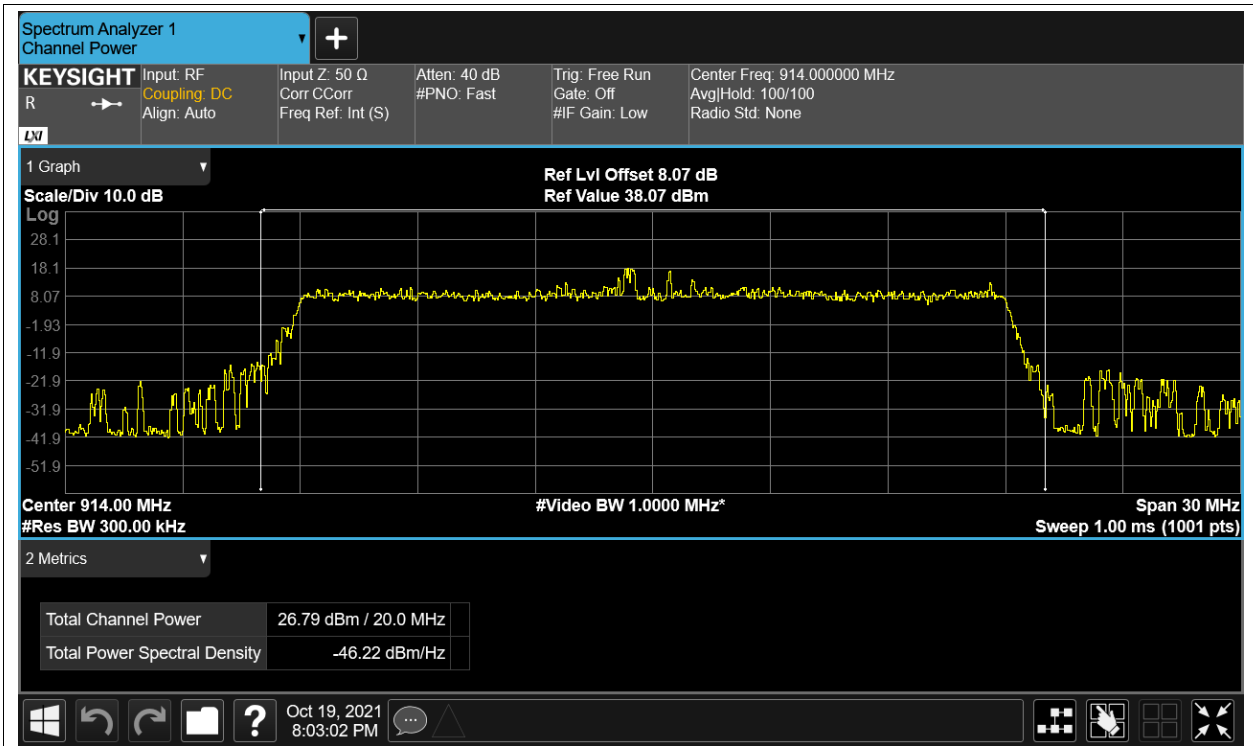 Spectrum Analyzer 1
Channel Power
KEYSIGHT
R
LXI
Input: RF
Coupling: DC
Align: Auto
Input Z: 50 Ω
Corr CCorr
Freq Ref: Int (S)
Atten: 40 dB
#PNO: Fast
Trig: Free Run
Gate: Off
#IF Gain: Low
Center Freq: 914.000000 MHz
Avg|Hold: 100/100
Radio Std: None
1 Graph
Scale/Div 10.0 dB
Ref Lvl Offset 8.07 dB
Ref Value 38.07 dBm
Log
28.1
18.1
8.07
-1.93
-11.9
-21.9
-31.9
-41.9
-51.9
Center 914.00 MHz
#Res BW 300.00 kHz
#Video BW 1.0000 MHz*
Span 30 MHz
Sweep 1.00 ms (1001 pts)
2 Metrics
Total Channel Power 26.79 dBm / 20.0 MHz
Total Power Spectral Density -46.22 dBm/Hz
?
Oct 19, 2021
8:03:02 PM